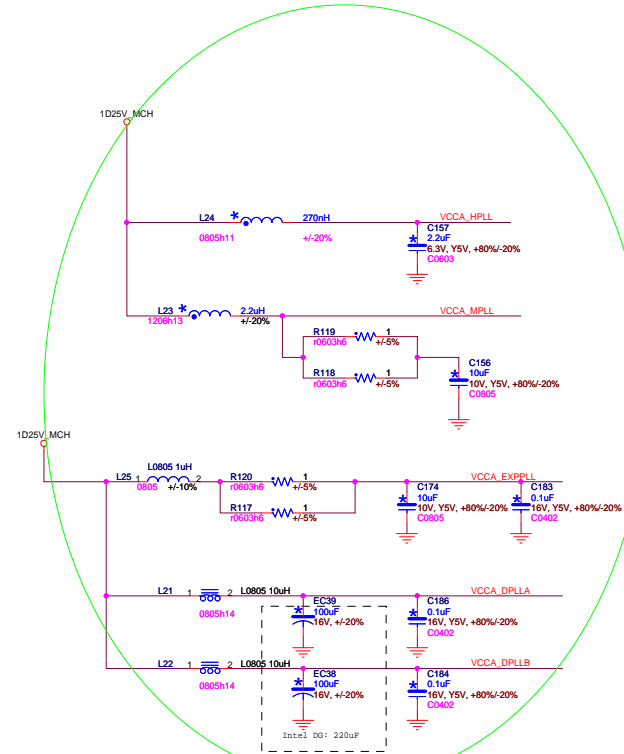 1D25V_MCH
L24 * 270nH VCCA_HPLL
0805h11 +/-20%
C157
* 2.2uF
6.3V, Y5V, +80%/-20%
C0603
L23 * 2.2uH VCCA_MPLL
1206h13 +/-20%
R119 1
r0603h6 +/-5%
R118 1
r0603h6 +/-5%
C156
* 10uF
10V, Y5V, +80%/-20%
C0805
1D25V_MCH
L0805 1uH
L25 1 2 R120 1 VCCA_EXPPLL
0805 +/-10% r0603h6 +/-5%
R117 1
r0603h6 +/-5%
C174 C183
* 10uF * 0.1uF
10V, Y5V, +80%/-20% 16V, Y5V, +80%/-20%
C0805 C0402
L21 1 2 L0805 10uH VCCA_DPLLA
0805h14
EC39 C186
* 100uF * 0.1uF
16V, +/-20% 16V, Y5V, +80%/-20%
C0402
L22 1 2 L0805 10uH VCCA_DPLLB
0805h14
EC38 C184
* 100uF * 0.1uF
16V, +/-20% 16V, Y5V, +80%/-20%
C0402
Intel DG: 220uF